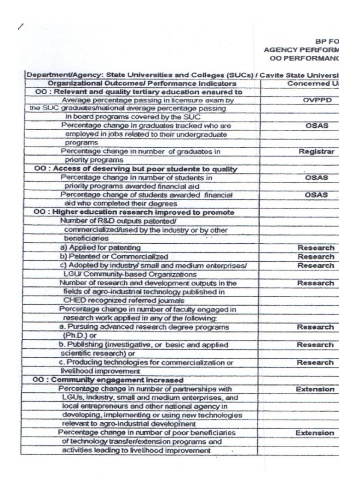 BP FO
AGENCY PERFORM
OO PERFORMANC
Department/Agency: State Universities and Colleges (SUCs) / Cavite State Universi
Organizational Outcomes/ Performance Indicators Concerned U
OO : Relevant and quality tertiary education ensured to
Average percentage passing in licensure exam by OVPPD
the SUC graduates/national average percentage passing
in board programs covered by the SUC
Percentage change in graduates tracked who are OSAS
employed in jobs related to their undergraduate
programs
Percentage change in number of graduates in Registrar
priority programs
OO : Access of deserving but poor students to quality
Percentage change in number of students in OSAS
priority programs awarded financial aid
Percentage change of students awarded financial OSAS
aid who completed their degrees
OO : Higher education research improved to promote
Number of R&D outputs patented/
commercialized/used by the industry or by other
beneficiaries
a) Applied for patenting Research
b) Patented or Commercialized Research
c) Adopted by industry/ small and medium enterprises/ Research
LGU/ Community-based Organizations
Number of research and development outputs in the Research
fields of agro-industrial technology published in
CHED recognized referred journals
Percentage change in number of faculty engaged in
research work applied in any of the following:
a. Pursuing advanced research degree programs Research
(Ph.D.) or
b. Publishing (investigative, or basic and applied Research
scientific research) or
c. Producing technologies for commercialization or Research
livelihood improvement
OO : Community engagement increased
Percentage change in number of partnerships with Extension
LGUs, industry, small and medium enterprises, and
local entrepreneurs and other national agency in
developing, implementing or using new technologies
relevant to agro-industrial development
Percentage change in number of poor beneficiaries Extension
of technology transfer/extension programs and
activities leading to livelihood improvement